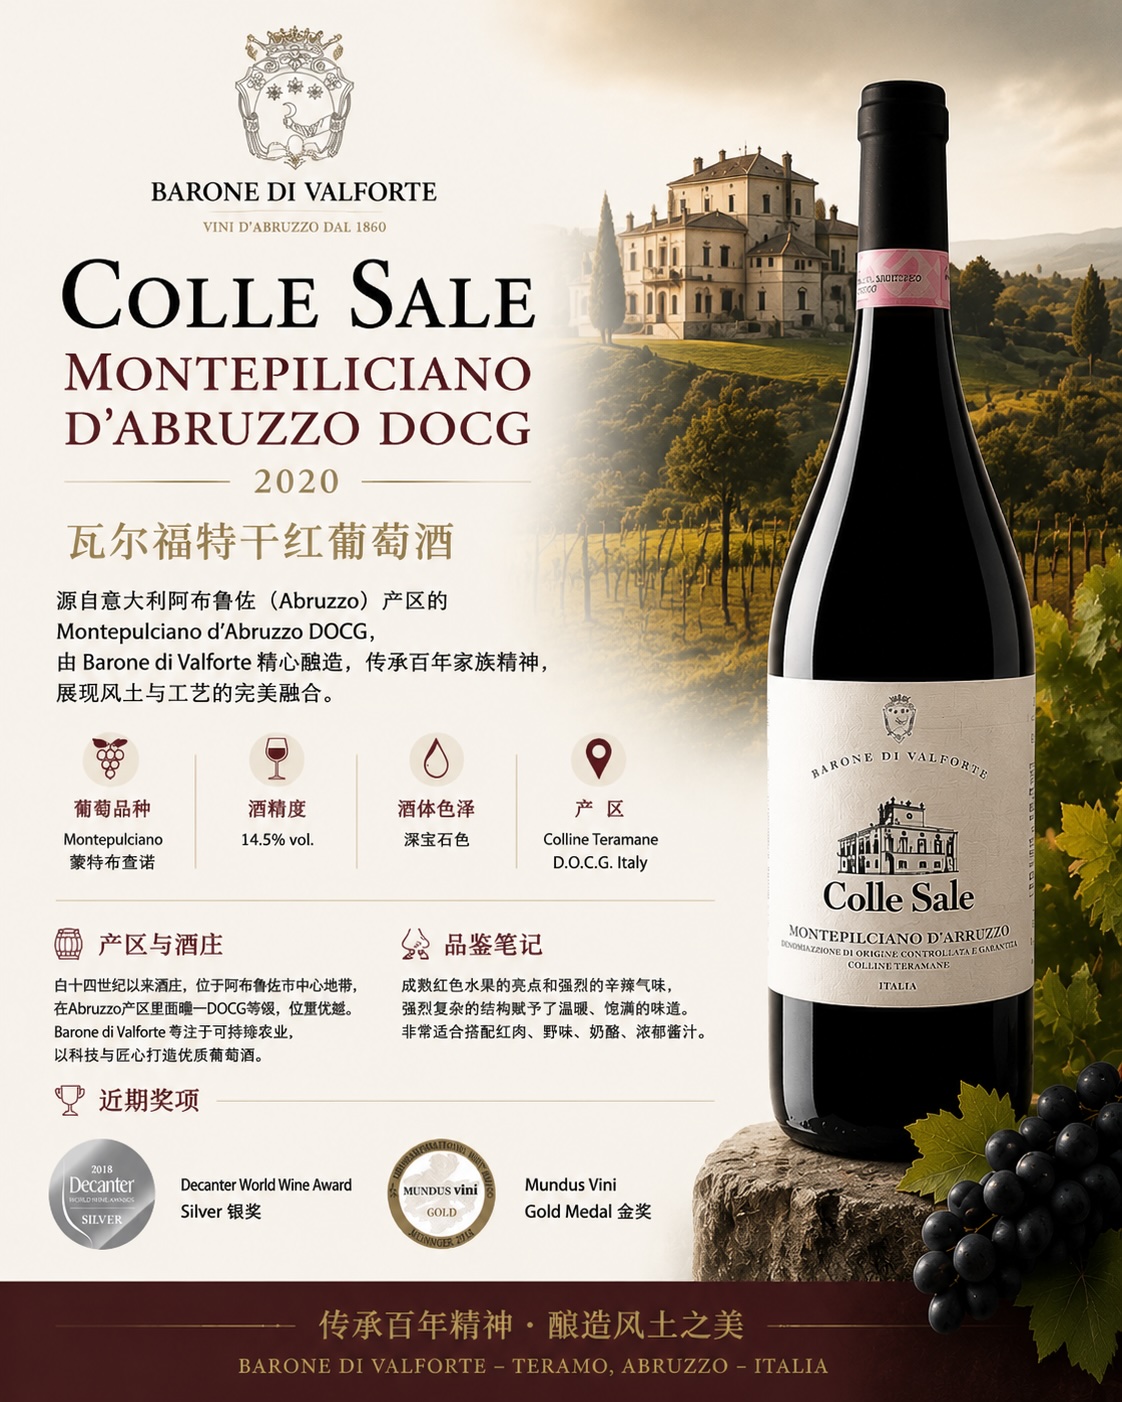 BARONE DI VALFORTE
VINI D'ABRUZZO DAL 1860
COLLE SALE
MONTEPILICIANO
D'ABRUZZO DOCG
2020
瓦尔福特干红葡萄酒
源自意大利阿布鲁佐（Abruzzo）产区的
Montepulciano d'Abruzzo DOCG，
由 Barone di Valforte 精心融造，传承百年家族精神，
展现风土与工艺的完美融合。
葡萄品种
Montepulciano
蒙特布查诺
酒精度
14.5% vol.
酒体色泽
深宝石色
产 区
Colline Teramane
D.O.C.G. Italy
产区与酒庄
白十四世纪以来酒庄，位于阿布鲁佐市中心地带，
在Abruzzo产区里面 一DOCG等 ，位置优
Barone di Valforte 专注于可持 农业，
以科技与匠心打造优质葡萄酒。
品鉴笔记
成 红色水果的亮点和强烈的辛辣气味，
强烈复杂的结构赋予了温暖、饱满的味道。
非常适合搭配红肉、野味、奶酪、浓郁酱汁。
近期奖项
2018
Decanter
WORLD WINE AWARDS
SILVER
Decanter World Wine Award
Silver 银奖
MUNDUS vini
GOLD
Mundus Vini
Gold Medal 金奖
BARONE DI VALFORTE
Colle Sale
MONTEPILCIANO D'ARRUZZO
DI ORIGINE CONTROLLATA E GARANTITA
COLLINE TERAMANE
ITALIA
传承百年精神 · 酿造风土之美
BARONE DI VALFORTE – TERAMO, ABRUZZO – ITALIA